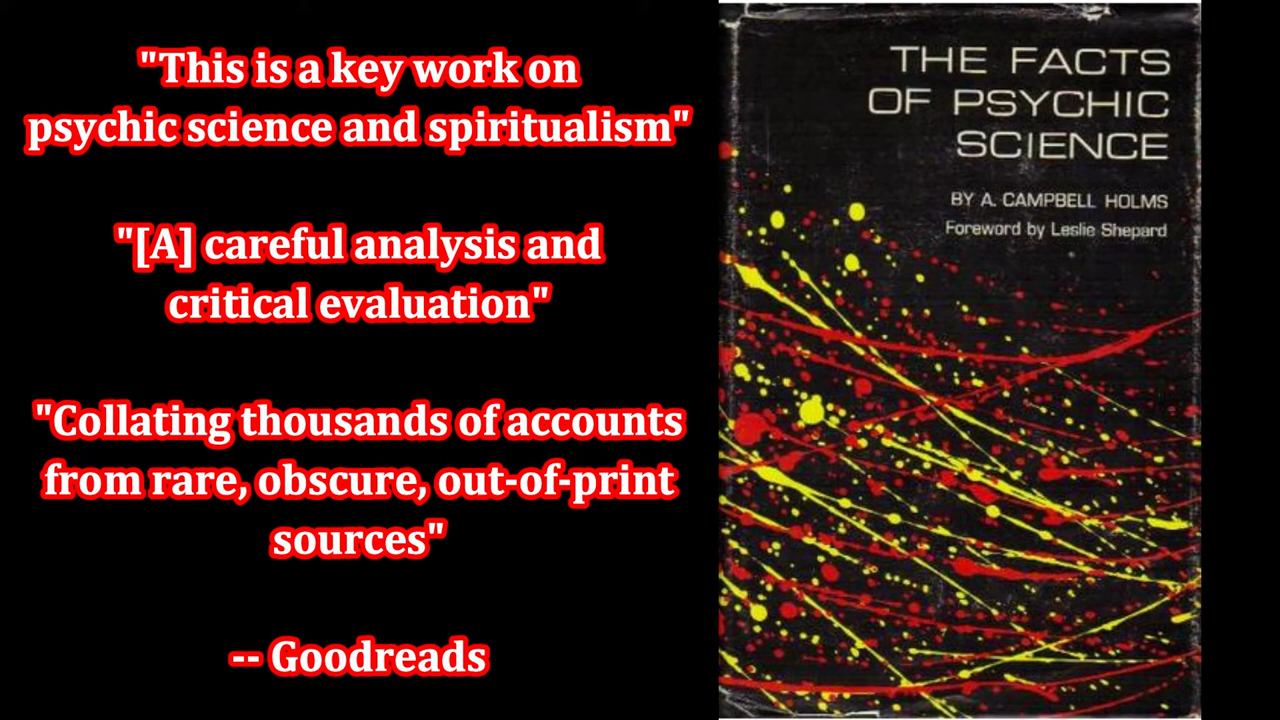 "This is a key work on
psychic science and spiritualism"
"[A] careful analysis and
critical evaluation"
"Collating thousands of accounts
from rare, obscure, out-of-print
sources"
-- Goodreads
THE FACTS
OF PSYCHIC
SCIENCE
BY A. CAMPBELL HOLMS
Foreword by Leslie Shepard